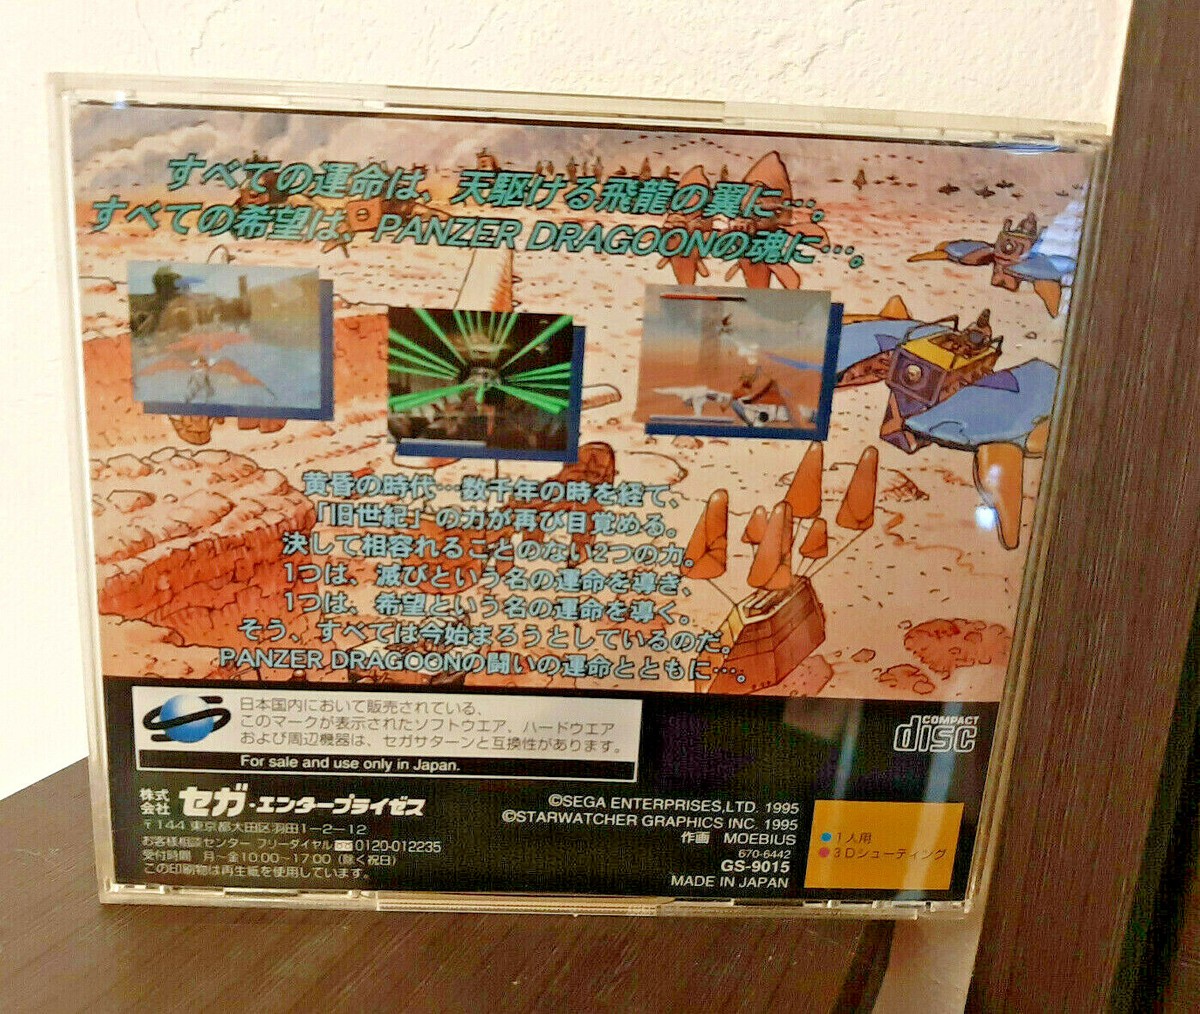 すべての運命は、天駆ける飛龍の翼に…。
すべての希望は、PANZER DRAGOONの魂に…。
黄昏の時代…数千年の時を経て、
「旧世紀」の力が再び目覚める。
決して相容れることのない2つの力。
1つは、滅びという名の運命を導き、
1つは、希望という名の運命を導く。
そう、すべては今始まろうとしているのだ。
PANZER DRAGOONの闘いの運命とともに…。
日本国内において販売されている、
このマークが表示されたソフトウエア、ハードウエア
および周辺機器は、セガサターンと互換性があります。
For sale and use only in Japan.
COMPACT
disc
株式会社 セガ・エンタープライゼス
〒144 東京都大田区羽田1-2-12
お客様相談センター フリーダイヤル 0120-012235
受付時間 月〜金10:00〜17:00(除く祝日)
この印刷物は再生紙を使用しています。
©SEGA ENTERPRISES,LTD. 1995
©STARWATCHER GRAPHICS INC. 1995
作画 MOEBIUS
670-6442
GS-9015
MADE IN JAPAN
1人用
3Dシューティング